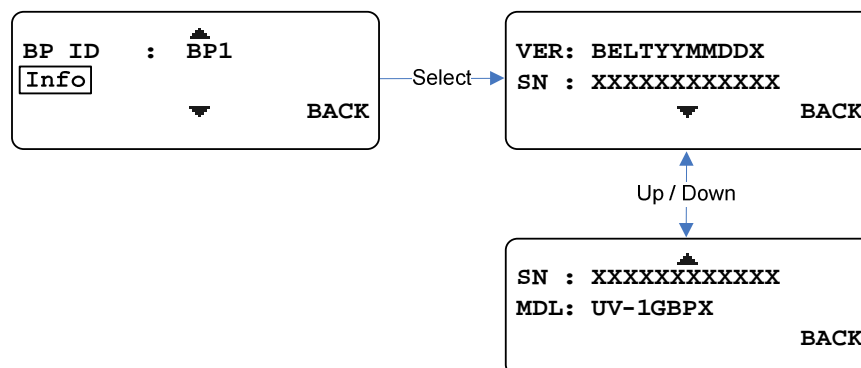 BP ID : BP1
Info
BACK
Select
VER: BELTYYMMDDX
SN : XXXXXXXXXXXX
BACK
Up / Down
SN : XXXXXXXXXXXX
MDL: UV-1GBPX
BACK